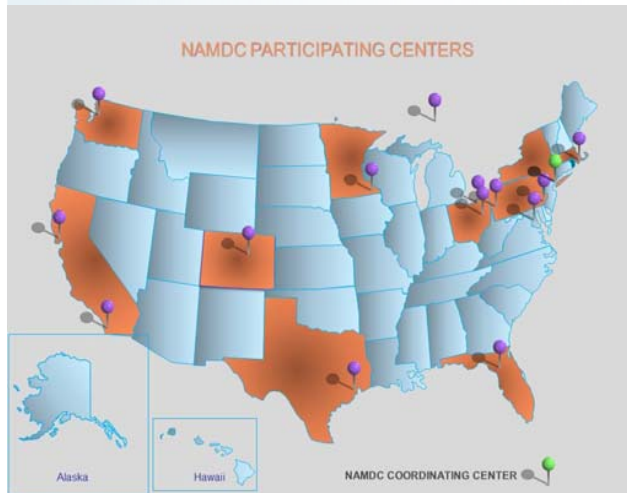 NAMDC PARTICIPATING CENTERS
Alaska
Hawaii
NAMDC COORDINATING CENTER